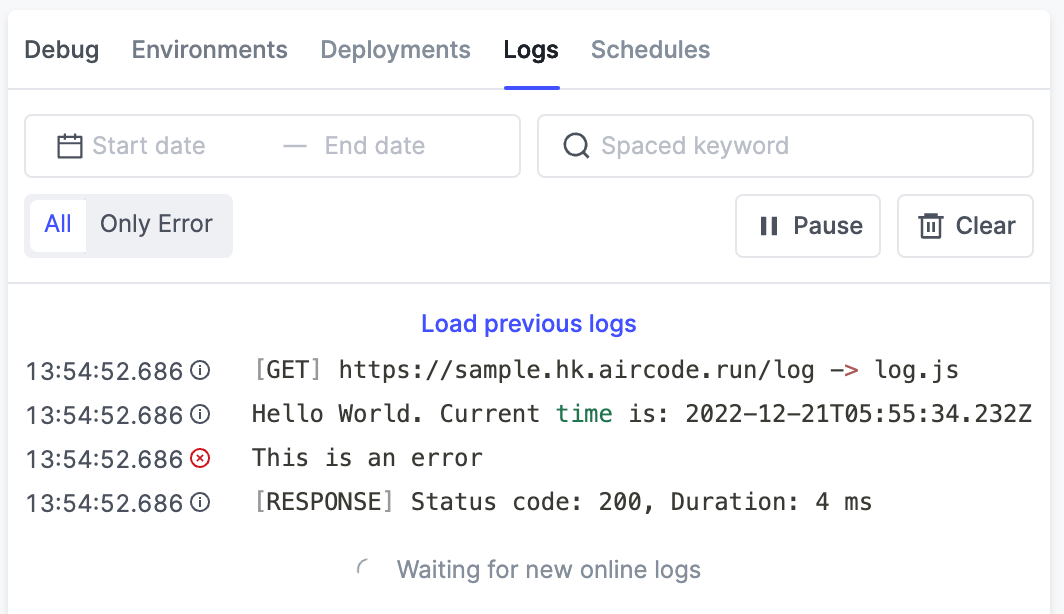 Debug Environments Deployments Logs Schedules
Start date — End date Spaced keyword
All Only Error Pause Clear
Load previous logs
13:54:52.686 [GET] https://sample.hk.aircode.run/log -> log.js
13:54:52.686 Hello World. Current time is: 2022-12-21T05:55:34.232Z
13:54:52.686 This is an error
13:54:52.686 [RESPONSE] Status code: 200, Duration: 4 ms
Waiting for new online logs